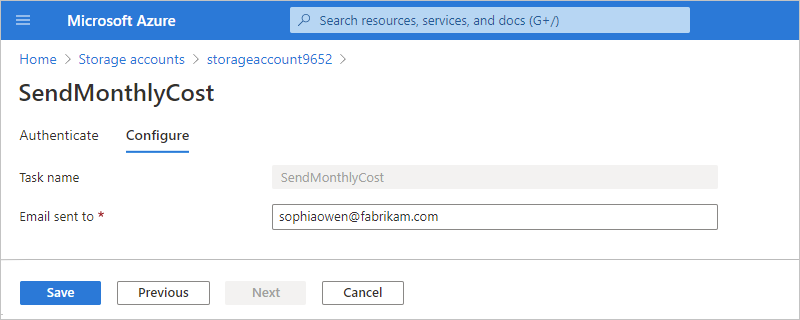 Microsoft Azure
Search resources, services, and docs (G+/)
Home > Storage accounts > storageaccount9652 >
SendMonthlyCost
Authenticate Configure
Task name SendMonthlyCost
Email sent to * sophiaowen@fabrikam.com
Save Previous Next Cancel